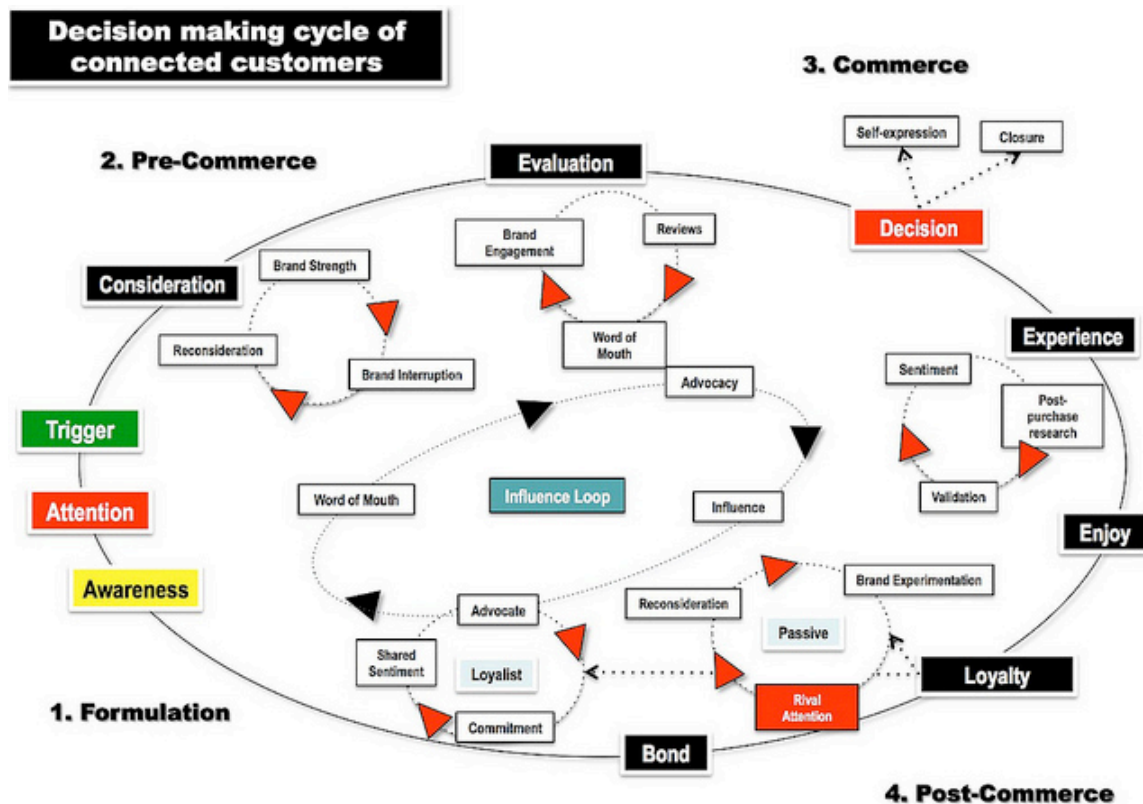 Decision making cycle of
connected customers
3. Commerce
Self-expression
Closure
2. Pre-Commerce
Evaluation
Decision
Brand
Engagement
Reviews
Consideration
Brand Strength
Reconsideration
Brand Interruption
Word of
Mouth
Advocacy
Experience
Sentiment
Post-
purchase
research
Validation
Trigger
Attention
Awareness
Word of Mouth
Influence Loop
Influence
Enjoy
Advocate
Shared
Sentiment
Loyalist
Commitment
Reconsideration
Brand Experimentation
Passive
Rival
Attention
Loyalty
1. Formulation
Bond
4. Post-Commerce